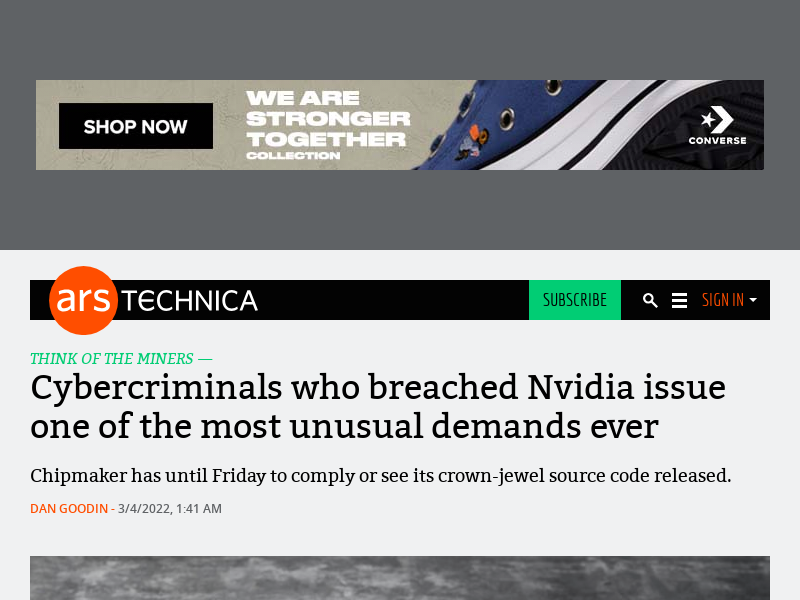 SHOP NOW
WE ARE
STRONGER
TOGETHER
COLLECTION
CONVERSE
ars TECHNICA
SUBSCRIBE
SIGN IN
THINK OF THE MINERS —
Cybercriminals who breached Nvidia issue
one of the most unusual demands ever
Chipmaker has until Friday to comply or see its crown-jewel source code released.
DAN GOODIN - 3/4/2022, 1:41 AM